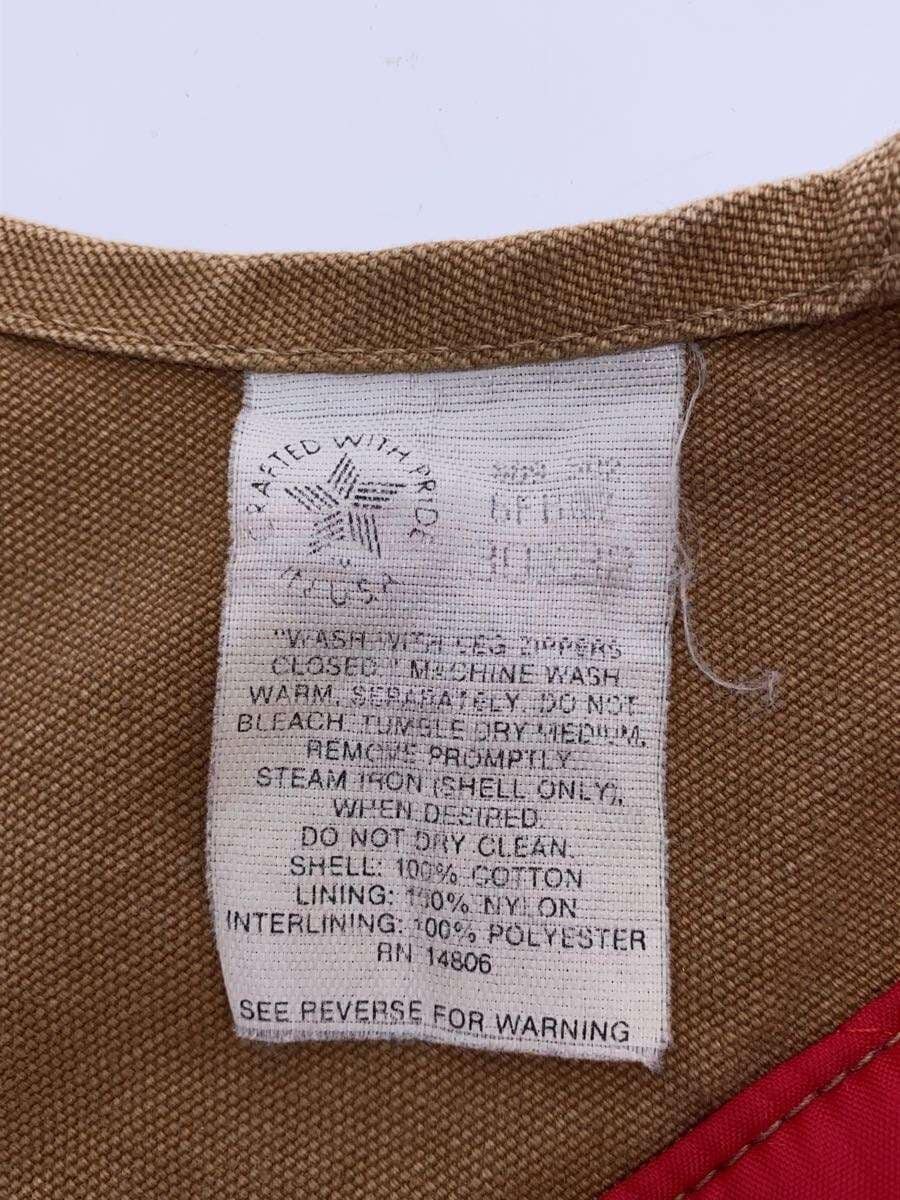 CRAFTED WITH PRIDE
IN U.S.A.
"WASH WITH LEG ZIPPERS
CLOSED." MACHINE WASH
WARM, SEPARATELY. DO NOT
BLEACH. TUMBLE DRY MEDIUM,
REMOVE PROMPTLY.
STEAM IRON (SHELL ONLY),
WHEN DESIRED.
DO NOT DRY CLEAN.
SHELL: 100% COTTON
LINING: 100% NYLON
INTERLINING: 100% POLYESTER
RN 14806
SEE REVERSE FOR WARNING